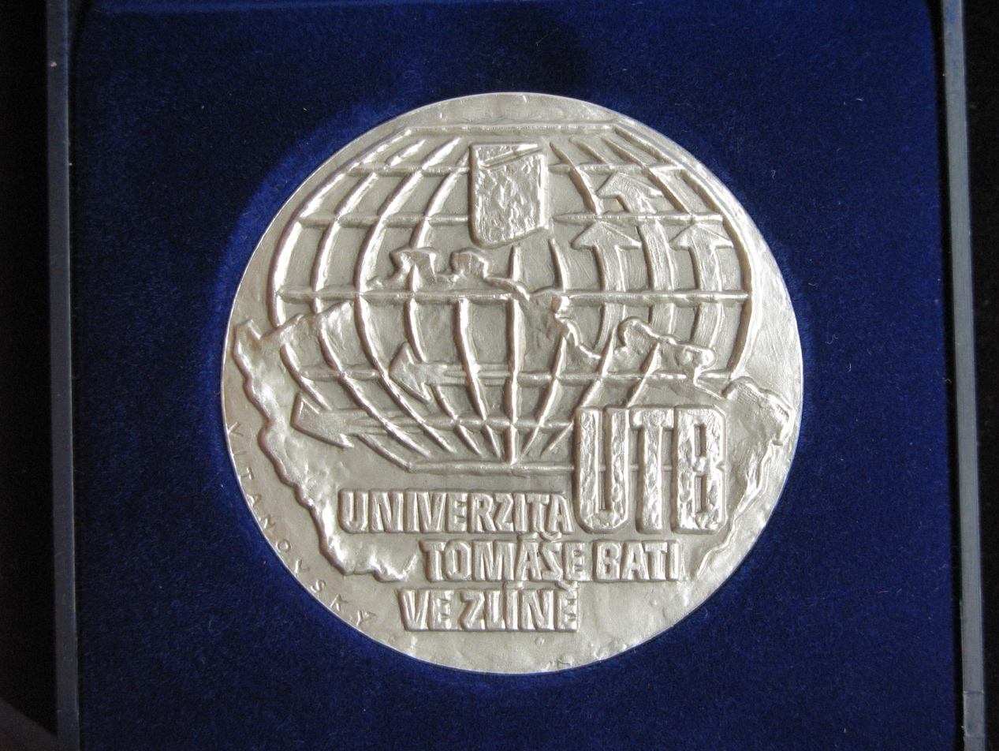 UTB
UNIVERZITA
TOMÁŠE BATI
VE ZLÍNĚ
VITANOVSKÝ